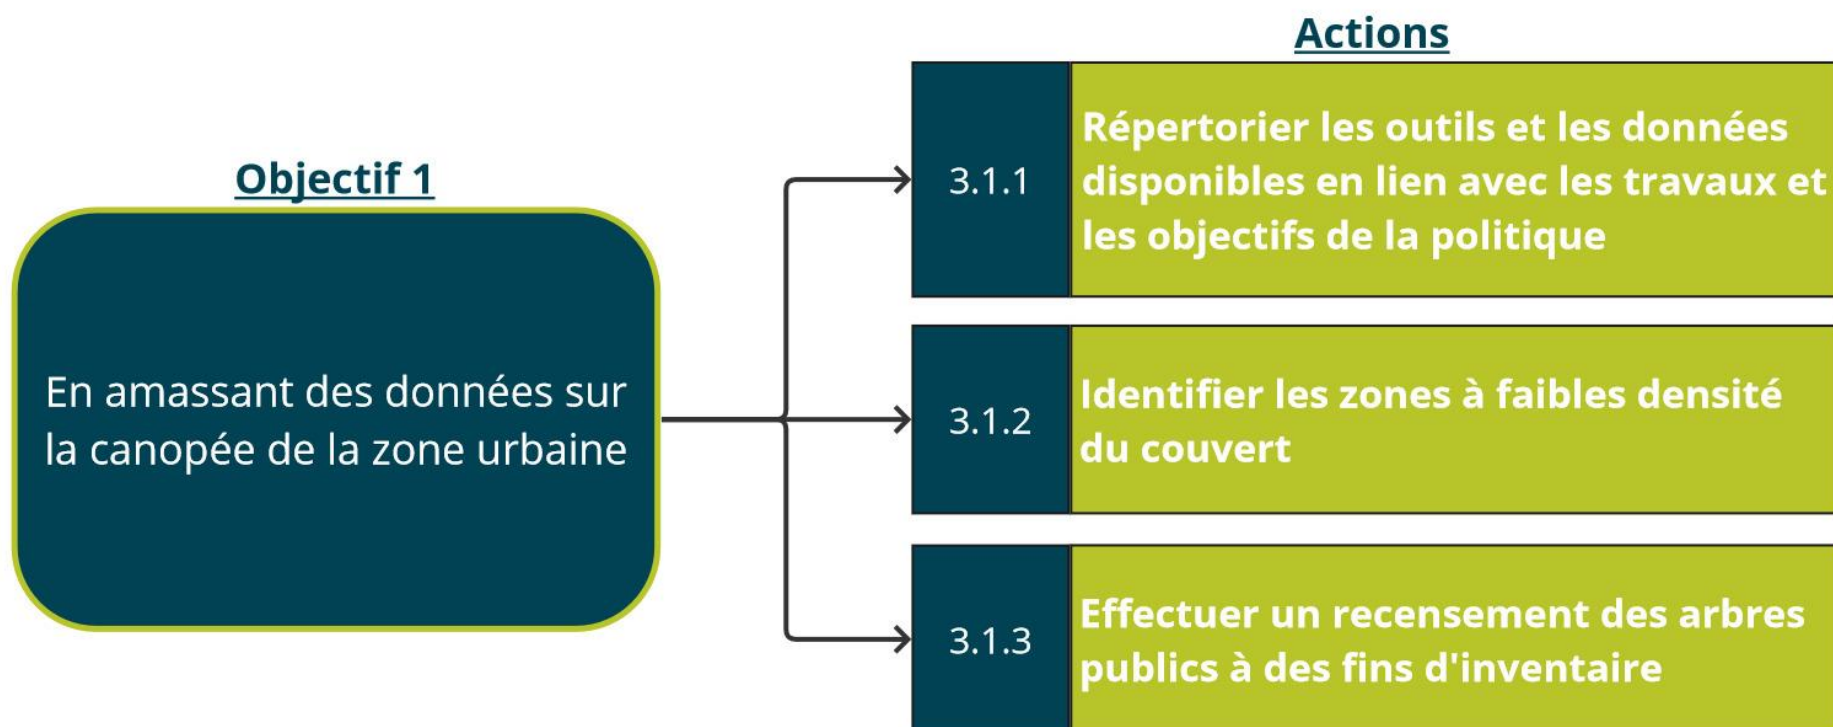 Objectif 1
En amassant des données sur
la canopée de la zone urbaine
Actions
3.1.1
Répertorier les outils et les données
disponibles en lien avec les travaux et
les objectifs de la politique
3.1.2
Identifier les zones à faibles densité
du couvert
3.1.3
Effectuer un recensement des arbres
publics à des fins d'inventaire